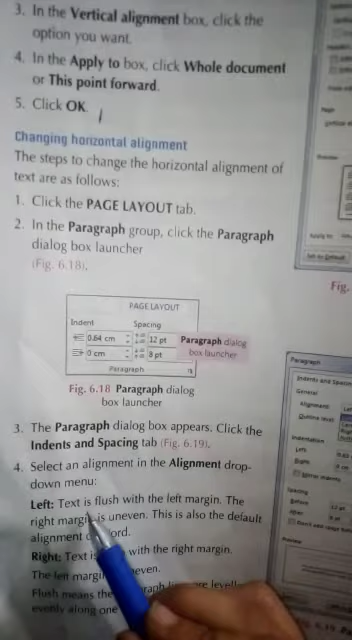 3. In the Vertical alignment box, click the
option you want.
4. In the Apply to box, click Whole document
or This point forward.
5. Click OK.
Changing horizontal alignment
The steps to change the horizontal alignment of
text are as follows:
1. Click the PAGE LAYOUT tab.
2. In the Paragraph group, click the Paragraph
dialog box launcher
(Fig. 6.18).
PAGE LAYOUT
Indent Spacing
0.64 cm 12 pt
0 cm 8 pt
Paragraph
Paragraph dialog
box launcher
Fig. 6.18 Paragraph dialog
box launcher
3. The Paragraph dialog box appears. Click the
Indents and Spacing tab (Fig. 6.19).
4. Select an alignment in the Alignment drop-
down menu:
Left: Text is flush with the left margin. The
right margin is uneven. This is also the default
alignment
Right: Text is with the right margin.
The left
Flush means the
evenly along one
Fig.
Paragraph
Indents and Spacing
General
Alignment:
Outline level:
Indentation
Left:
Right:
Spacing
Before
After
Preview
Set As Default